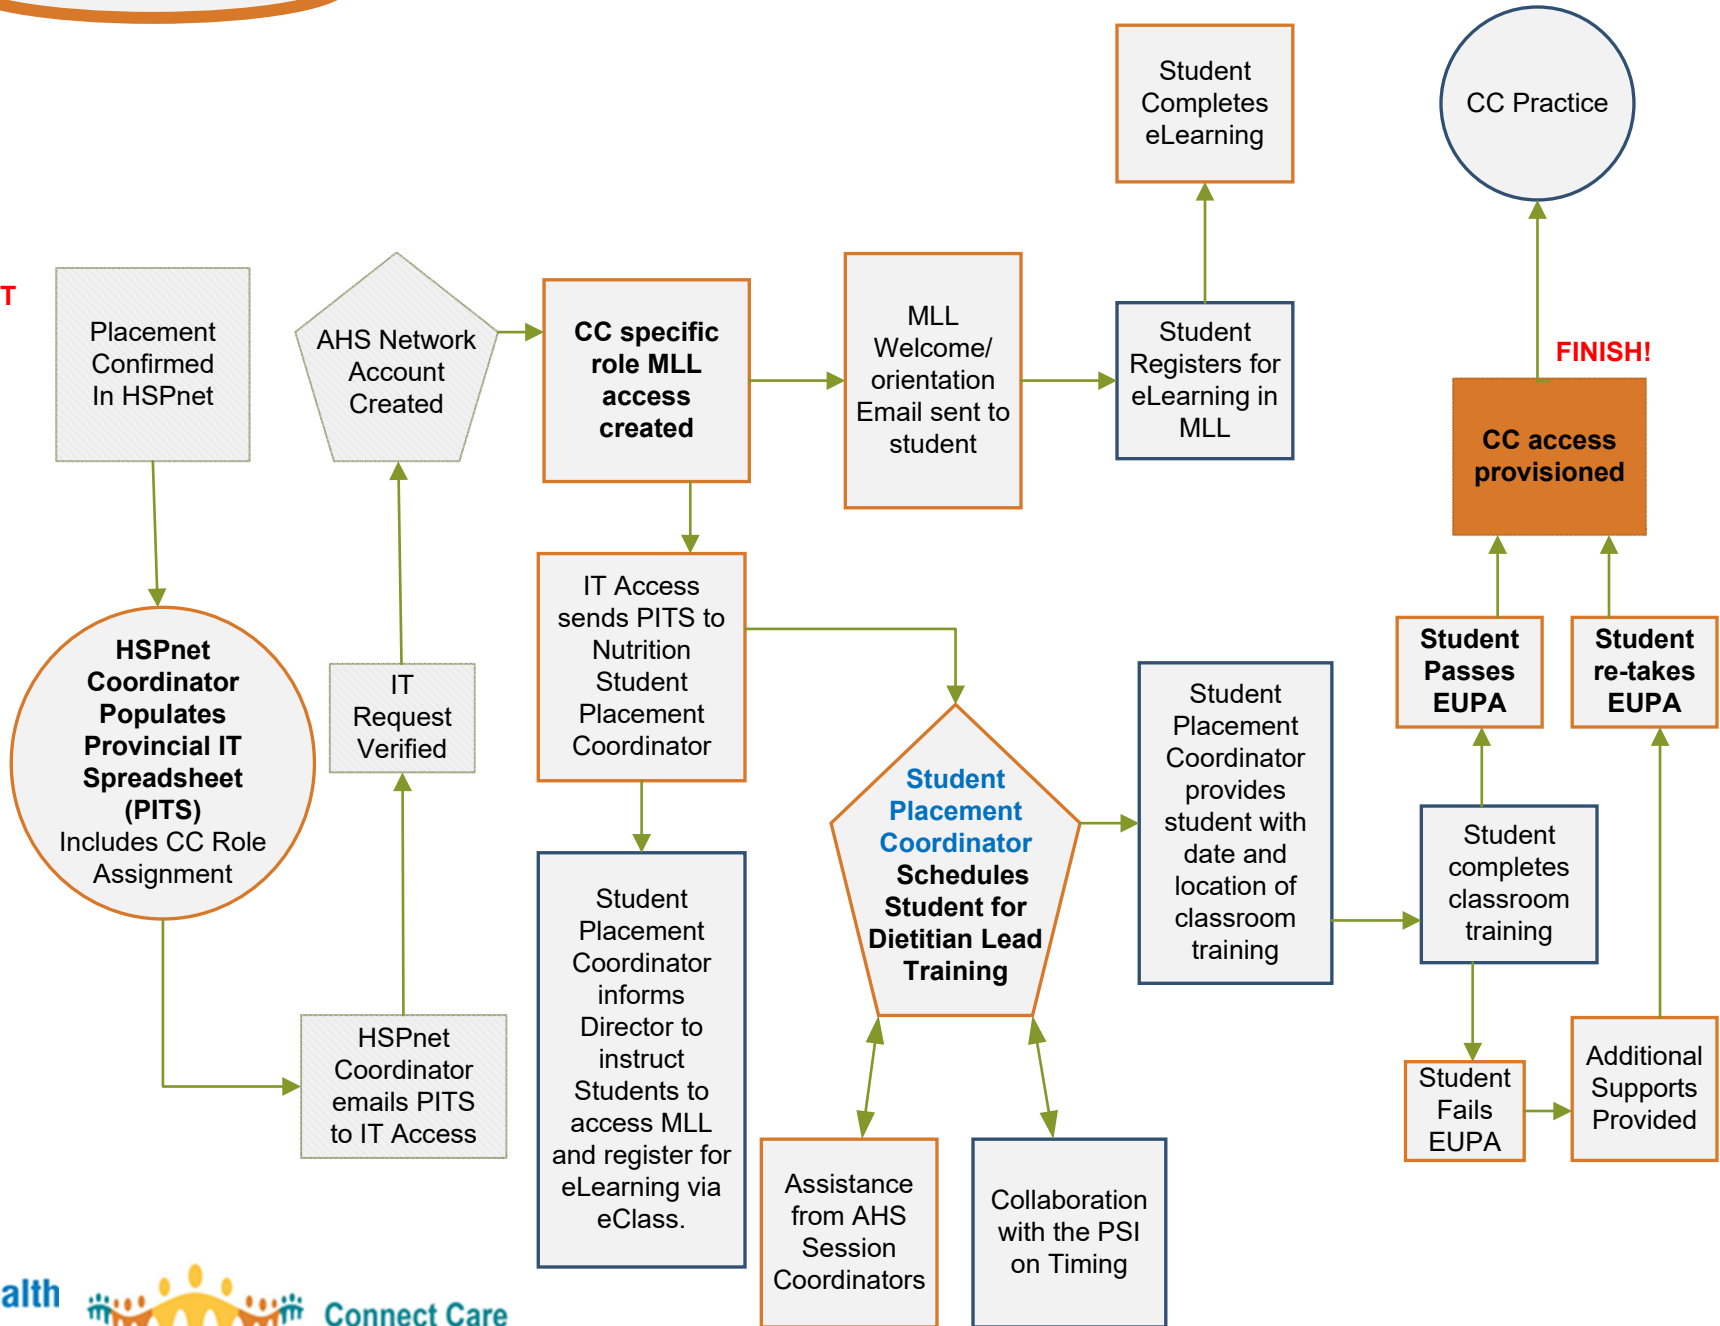 T
Placement
Confirmed
In HSPnet
HSPnet
Coordinator
Populates
Provincial IT
Spreadsheet
(PITS)
Includes CC Role
Assignment
HSPnet
Coordinator
emails PITS
to IT Access
IT
Request
Verified
AHS Network
Account
Created
CC specific
role MLL
access
created
MLL
Welcome/
orientation
Email sent to
student
Student
Registers for
eLearning in
MLL
Student
Completes
eLearning
IT Access
sends PITS to
Nutrition
Student
Placement
Coordinator
Student
Placement
Coordinator
informs
Director to
instruct
Students to
access MLL
and register for
eLearning via
eClass.
Student
Placement
Coordinator
Schedules
Student for
Dietitian Lead
Training
Assistance
from AHS
Session
Coordinators
Collaboration
with the PSI
on Timing
Student
Placement
Coordinator
provides
student with
date and
location of
classroom
training
Student
completes
classroom
training
Student
Passes
EUPA
Student
Fails
EUPA
Additional
Supports
Provided
Student
re-takes
EUPA
CC access
provisioned
FINISH!
CC Practice
alth
Connect Care